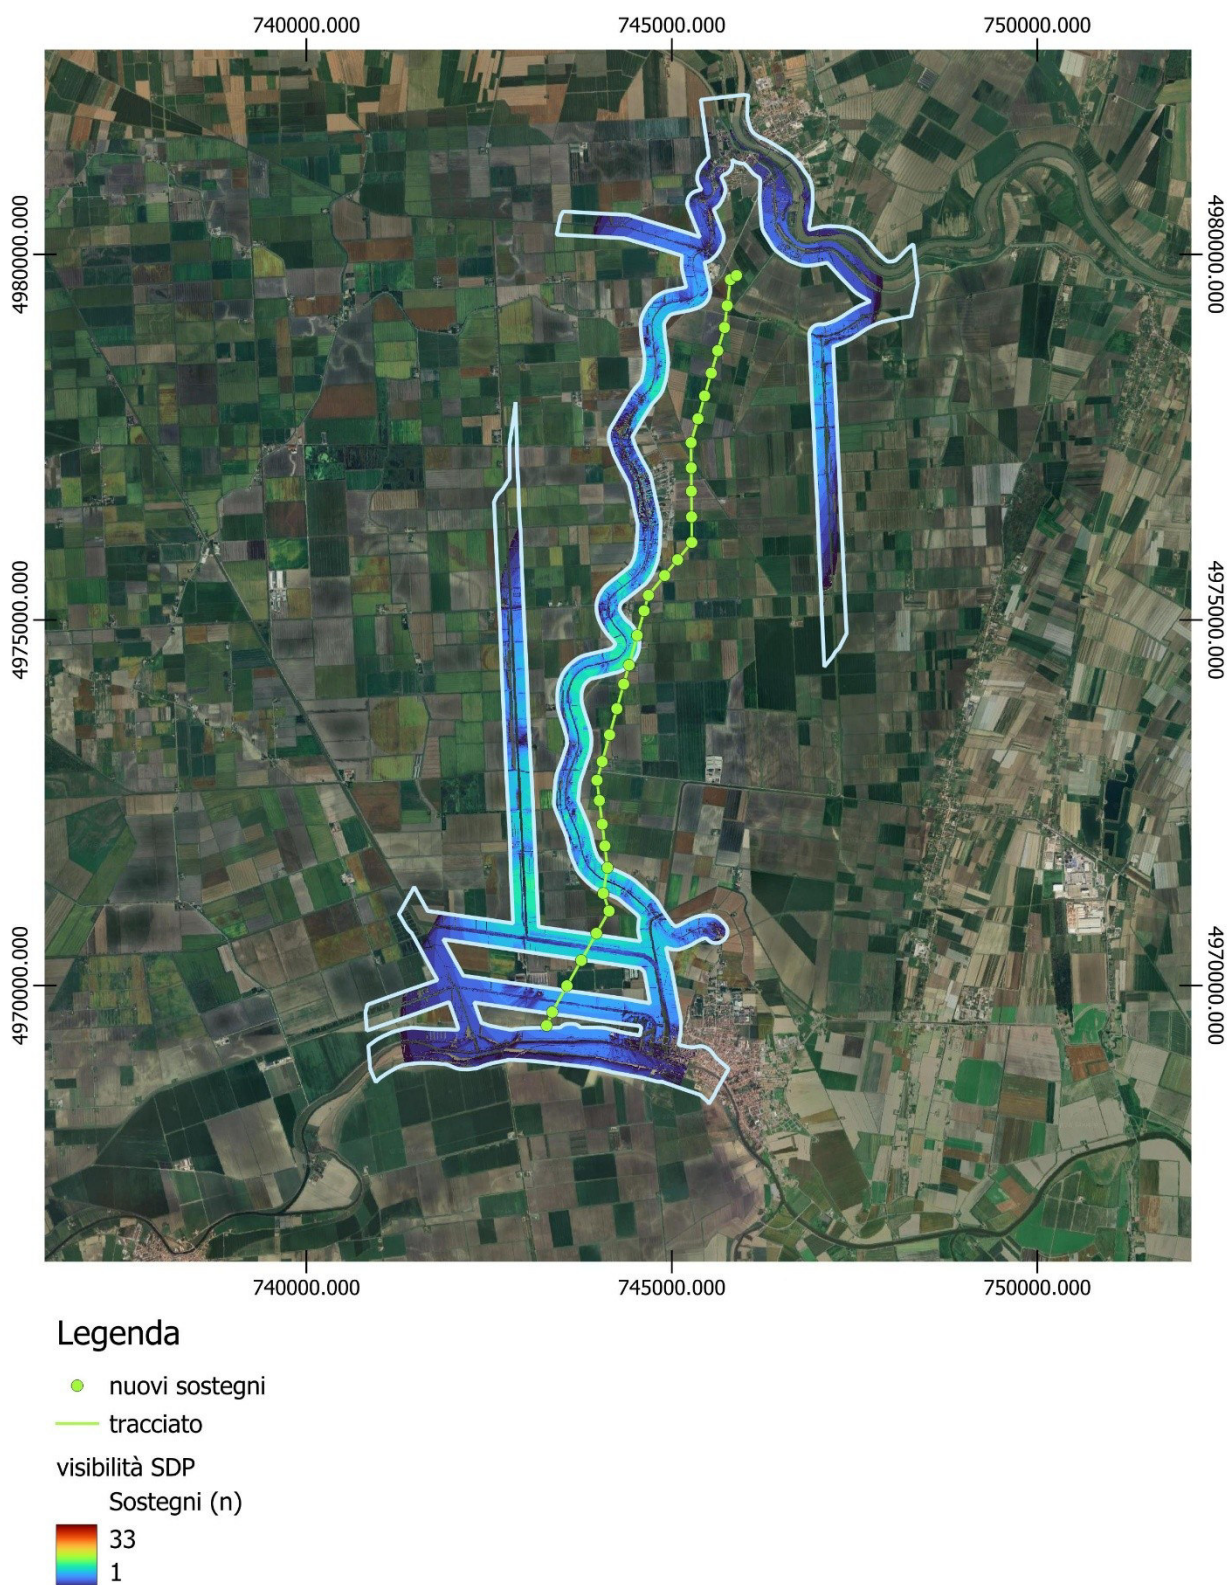 740000.000 745000.000 750000.000
4980000.000 4980000.000
4975000.000 4975000.000
4970000.000 4970000.000
740000.000 745000.000 750000.000
Legenda
nuovi sostegni
tracciato
visibilità SDP
Sostegni (n)
33
1